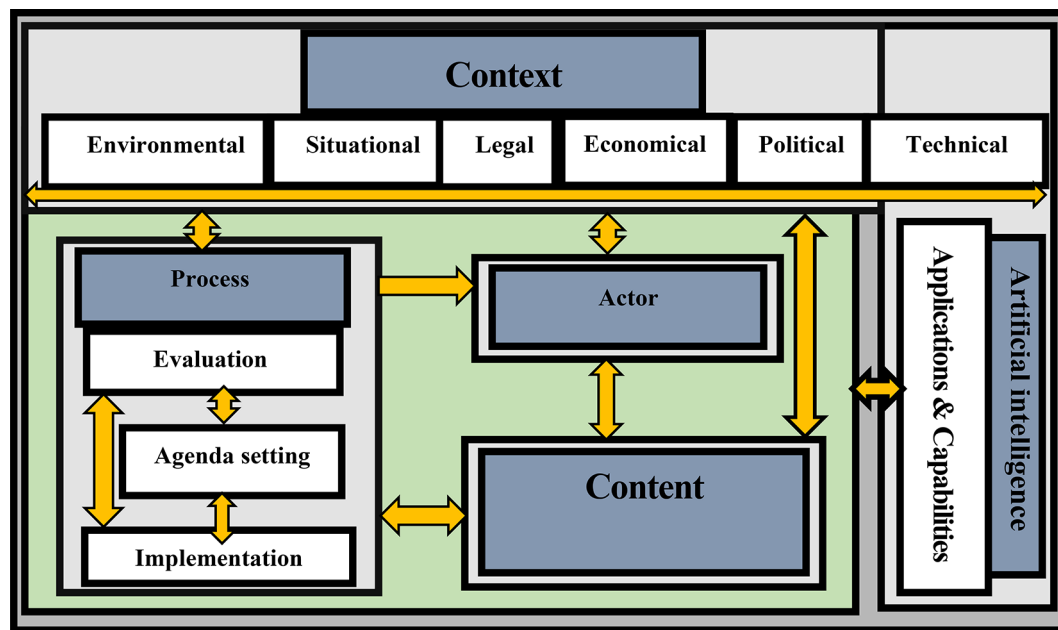 Context
Environmental
Situational
Legal
Economical
Political
Technical
Process
Evaluation
Agenda setting
Implementation
Actor
Content
Applications & Capabilities
Artificial intelligence